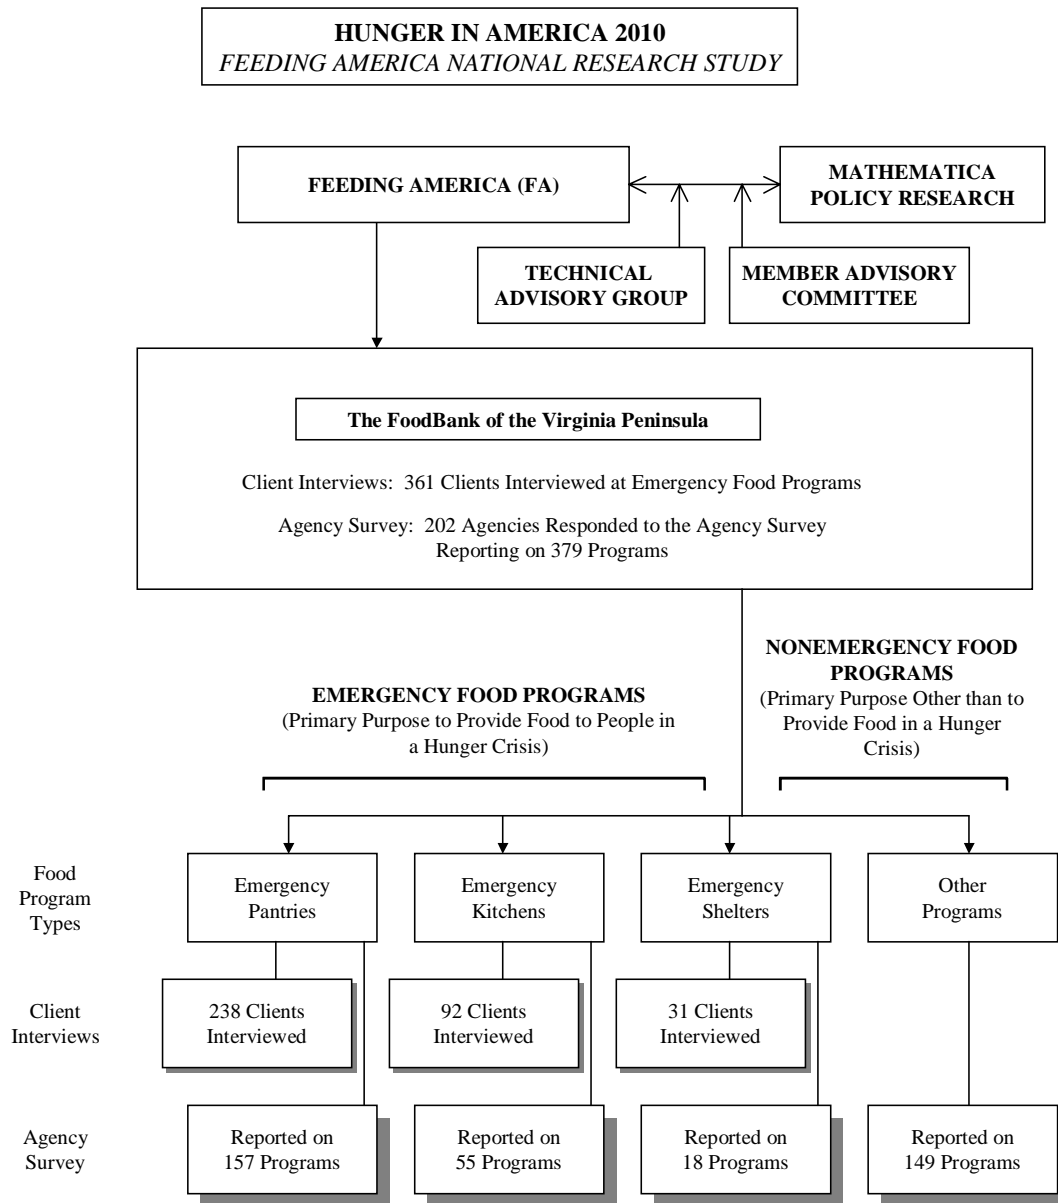 HUNGER IN AMERICA 2010
FEEDING AMERICA NATIONAL RESEARCH STUDY
FEEDING AMERICA (FA)
MATHEMATICA
POLICY RESEARCH
TECHNICAL
ADVISORY GROUP
MEMBER ADVISORY
COMMITTEE
The FoodBank of the Virginia Peninsula
Client Interviews: 361 Clients Interviewed at Emergency Food Programs
Agency Survey: 202 Agencies Responded to the Agency Survey
Reporting on 379 Programs
EMERGENCY FOOD PROGRAMS
(Primary Purpose to Provide Food to People in
a Hunger Crisis)
NONEMERGENCY FOOD
PROGRAMS
(Primary Purpose Other than to
Provide Food in a Hunger
Crisis)
Food
Program
Types
Emergency
Pantries
Emergency
Kitchens
Emergency
Shelters
Other
Programs
Client
Interviews
238 Clients
Interviewed
92 Clients
Interviewed
31 Clients
Interviewed
Agency
Survey
Reported on
157 Programs
Reported on
55 Programs
Reported on
18 Programs
Reported on
149 Programs